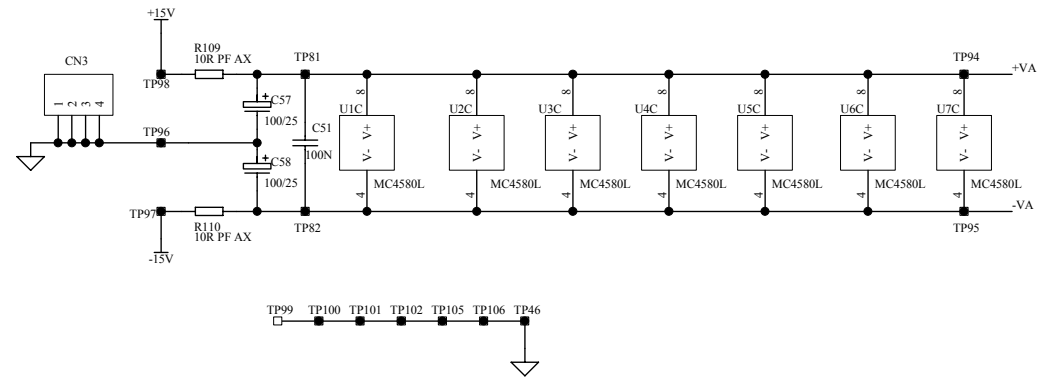 +15V
CN3
R109
10R PF AX
TP98
TP81
TP94
+VA
1 2 3 4
TP96
+
C57
100/25
+
C58
100/25
C51
100N
8
U1C
V- V+
MC4580L
4
8
U2C
V- V+
MC4580L
4
8
U3C
V- V+
MC4580L
4
8
U4C
V- V+
MC4580L
4
8
U5C
V- V+
MC4580L
4
8
U6C
V- V+
MC4580L
4
8
U7C
V- V+
MC4580L
4
TP97
R110
10R PF AX
-15V
TP82
TP95
-VA
TP99 TP100 TP101 TP102 TP105 TP106 TP46